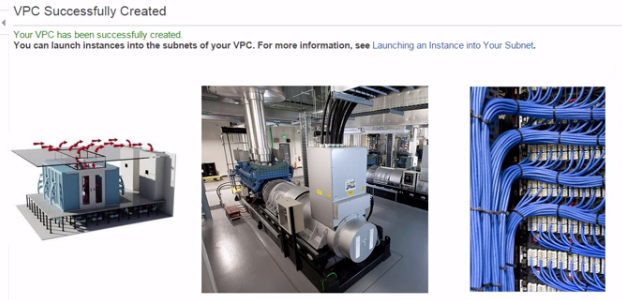 VPC Successfully Created
Your VPC has been successfully created.
You can launch instances into the subnets of your VPC. For more information, see Launching an Instance into Your Subnet.